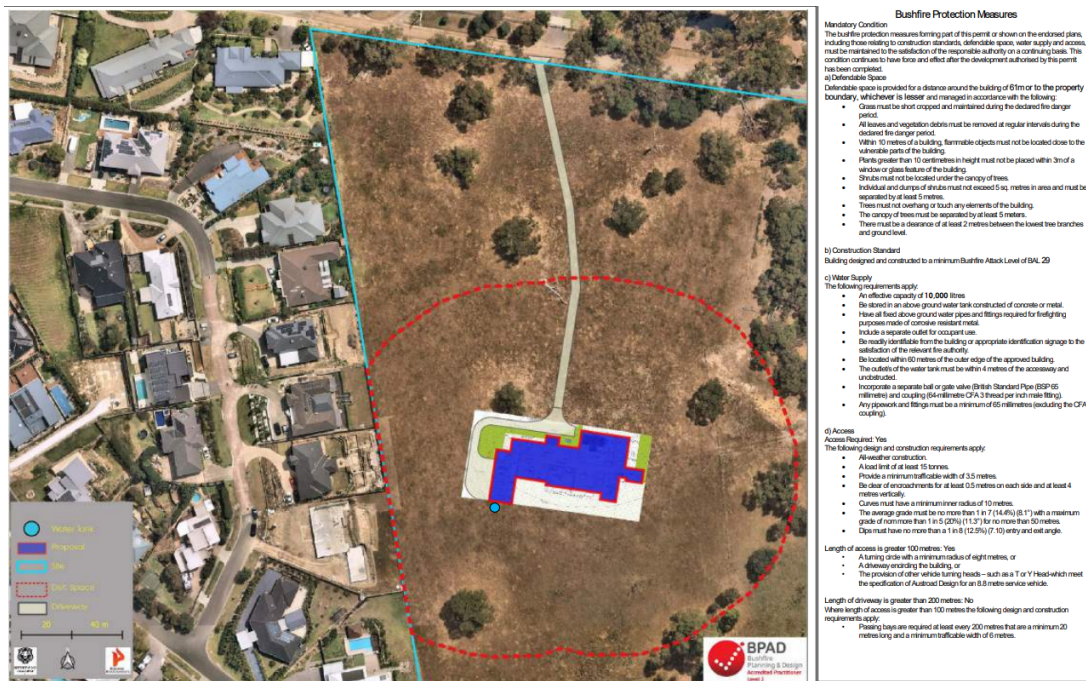 Bushfire Protection Measures
Mandatory Condition
The bushfire protection measures forming part of this permit or shown on the endorsed plans,
including those relating to construction standards, defendable space, water supply and access,
must be maintained to the satisfaction of the responsible authority on a continuing basis. This
condition continues to have force and effect after the development authorised by this permit
has been completed.
a) Defendable Space
Defendable space is provided for a distance around the building of 61m or to the property
boundary, whichever is lesser and managed in accordance with the following:
• Grass must be short cropped and maintained during the declared fire danger
period.
• All leaves and vegetation debris must be removed at regular intervals during the
declared fire danger period.
• Within 10 metres of a building, flammable objects must not be located close to the
vulnerable parts of the building.
• Plants greater than 10 centimetres in height must not be placed within 3m of a
window or glass feature of the building.
• Shrubs must not be located under the canopy of trees.
• Individual and clumps of shrubs must not exceed 5 sq. metres in area and must be
separated by at least 5 metres.
• Trees must not overhang or touch any elements of the building.
• The canopy of trees must be separated by at least 5 meters.
• There must be a clearance of at least 2 metres between the lowest tree branches
and ground level.
b) Construction Standard
Building designed and constructed to a minimum Bushfire Attack Level of BAL 29
c) Water Supply
The following requirements apply:
• An effective capacity of 10,000 litres
• Be stored in an above ground water tank constructed of concrete or metal.
• Have all fixed above ground water pipes and fittings required for firefighting
purposes made of corrosive resistant metal.
• Include a separate outlet for occupant use.
• Be readily identifiable from the building or appropriate identification signage to the
satisfaction of the relevant fire authority.
• Be located within 60 metres of the outer edge of the approved building.
• The outlet/s of the water tank must be within 4 metres of the accessway and
unobstructed.
• Incorporate a separate ball or gate valve (British Standard Pipe (BSP 65
millimetre) and coupling (64-millimetre CFA 3 thread per inch male fitting).
• Any pipework and fittings must be a minimum of 65 millimetres (excluding the CFA
coupling).
d) Access
Access Required: Yes
The following design and construction requirements apply:
• All-weather construction.
• A load limit of at least 15 tonnes.
• Provide a minimum trafficable width of 3.5 metres.
• Be clear of encroachments for at least 0.5 metres on each side and at least 4
metres vertically.
• Curves must have a minimum inner radius of 10 metres.
• The average grade must be no more than 1 in 7 (14.4%) (8.1°) with a maximum
grade of nom more than 1 in 5 (20%) (11.3°) for no more than 50 metres.
• Dips must have no more than a 1 in 8 (12.5%) (7.10) entry and exit angle.
Length of access is greater 100 metres: Yes
• A turning circle with a minimum radius of eight metres, or
• A driveway encircling the building, or
• The provision of other vehicle turning heads – such as a T or Y Head-which meet
the specification of Austroad Design for an 8.8 metre service vehicle.
Length of driveway is greater than 200 metres: No
Where length of access is greater than 100 metres the following design and construction
requirements apply:
• Passing bays are required at least every 200 metres that are a minimum 20
metres long and a minimum trafficable width of 6 metres.
Water Tank
Proposal
Site
Def. Space
Driveway
20 40 m
BPAD
Bushfire
Planning & Design
Accredited Practitioner
Level 3